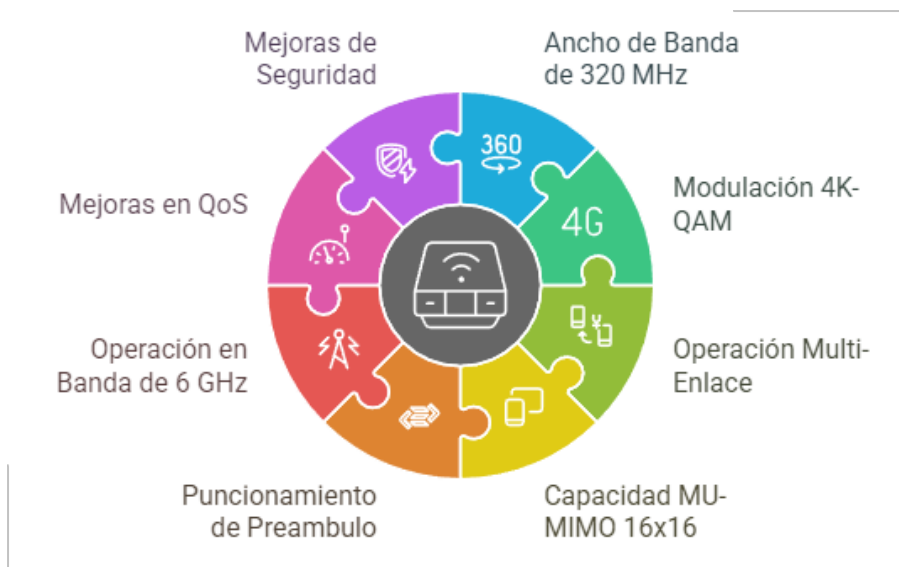 Mejoras de
Seguridad
Ancho de Banda
de 320 MHz
360
Mejoras en QoS
4G
Modulación 4K-
QAM
Operación en
Banda de 6 GHz
Operación Multi-
Enlace
Puncionamiento
de Preambulo
Capacidad MU-
MIMO 16x16